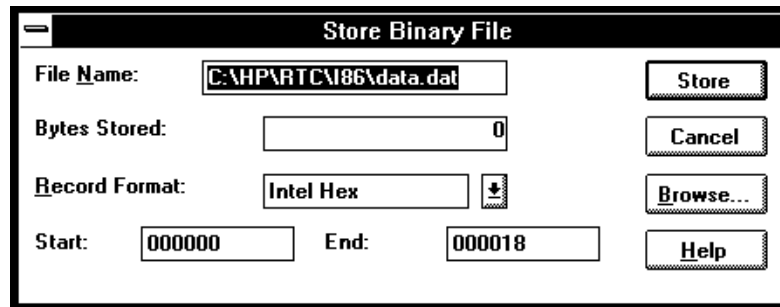 Store Binary File
File Name: C:\HP\RTC\I86\data.dat Store
Bytes Stored: 0 Cancel
Record Format: Intel Hex Browse...
Start: 000000 End: 000018 Help